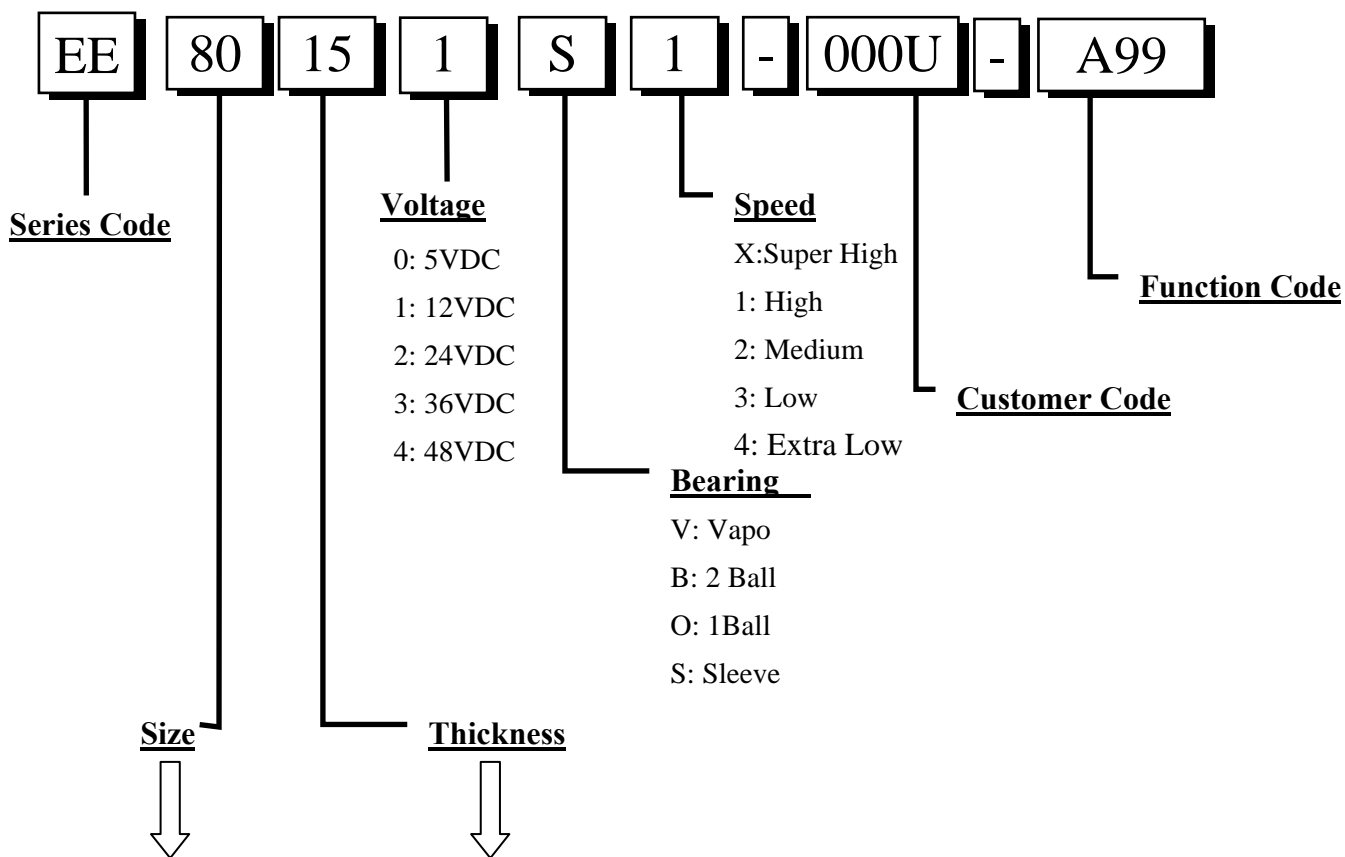 EE 80 15 1 S 1 - 000U - A99
Series Code
Voltage
0: 5VDC
1: 12VDC
2: 24VDC
3: 36VDC
4: 48VDC
Speed
X:Super High
1: High
2: Medium
3: Low
4: Extra Low
Function Code
Customer Code
Bearing
V: Vapo
B: 2 Ball
O: 1Ball
S: Sleeve
Size
Thickness